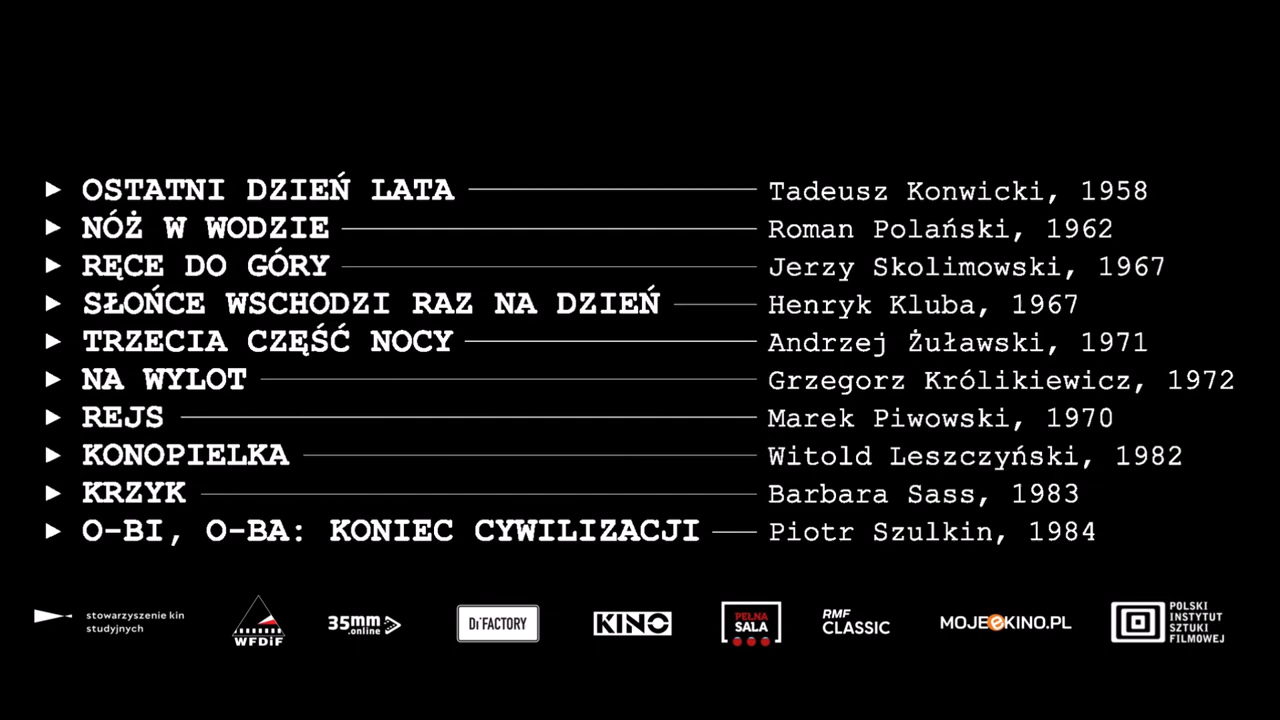 ▶ OSTATNI DZIEŃ LATA Tadeusz Konwicki, 1958
▶ NÓŻ W WODZIE Roman Polański, 1962
▶ RĘCE DO GÓRY Jerzy Skolimowski, 1967
▶ SŁOŃCE WSCHODZI RAZ NA DZIEŃ Henryk Kluba, 1967
▶ TRZECIA CZĘŚĆ NOCY Andrzej Żuławski, 1971
▶ NA WYLOT Grzegorz Królikiewicz, 1972
▶ REJS Marek Piwowski, 1970
▶ KONOPIELKA Witold Leszczyński, 1982
▶ KRZYK Barbara Sass, 1983
▶ O-BI, O-BA: KONIEC CYWILIZACJI Piotr Szulkin, 1984
stowarzyszenie kin
studyjnych
WFDiF
35mm
.online
Di FACTORY
KINO
PEŁNA
SALA
RMF
CLASSIC
MOJEeKINO.PL
POLSKI
INSTYTUT
SZTUKI
FILMOWEJ